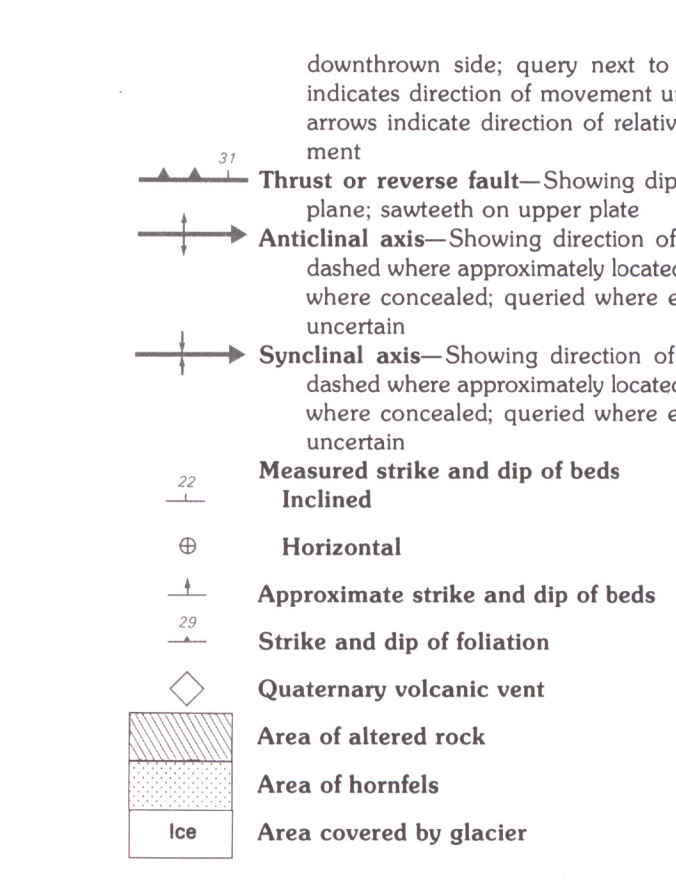 downthrown side; query next to
indicates direction of movement
arrows indicate direction of
ment
31
Thrust or reverse fault—Showing dip
plane; sawteeth on upper plate
Anticlinal axis—Showing direction of
dashed where approximately
where concealed; queried where
uncertain
Synclinal axis—Showing direction of
dashed where approximately
where concealed; queried where
uncertain
Measured strike and dip of beds
22
Inclined
Horizontal
Approximate strike and dip of beds
29
Strike and dip of foliation
Quaternary volcanic vent
Area of altered rock
Area of hornfels
Ice Area covered by glacier